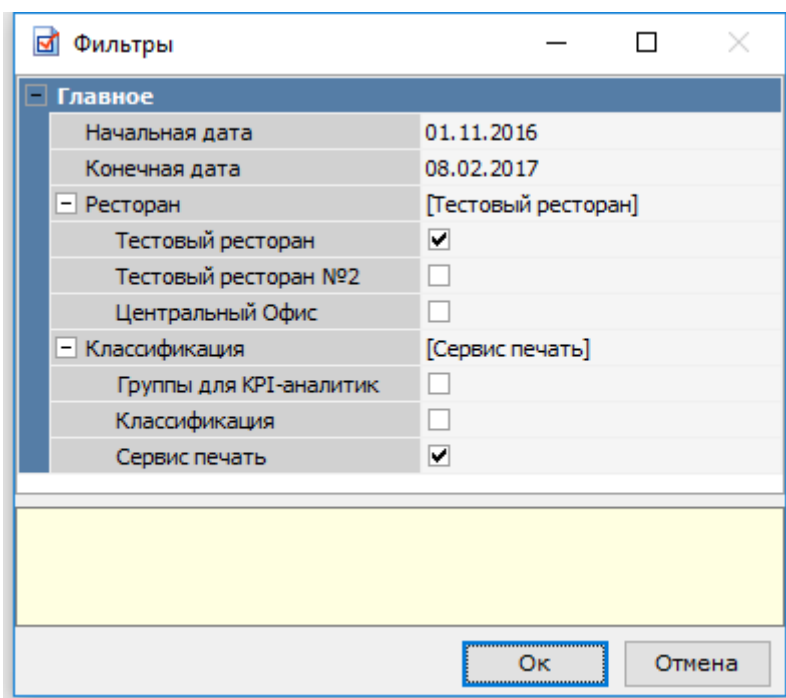 Фильтры
Главное
Начальная дата 01.11.2016
Конечная дата 08.02.2017
Ресторан [Тестовый ресторан]
Тестовый ресторан
Тестовый ресторан №2
Центральный Офис
Классификация [Сервис печать]
Группы для KPI-аналитик
Классификация
Сервис печать
Ок Отмена